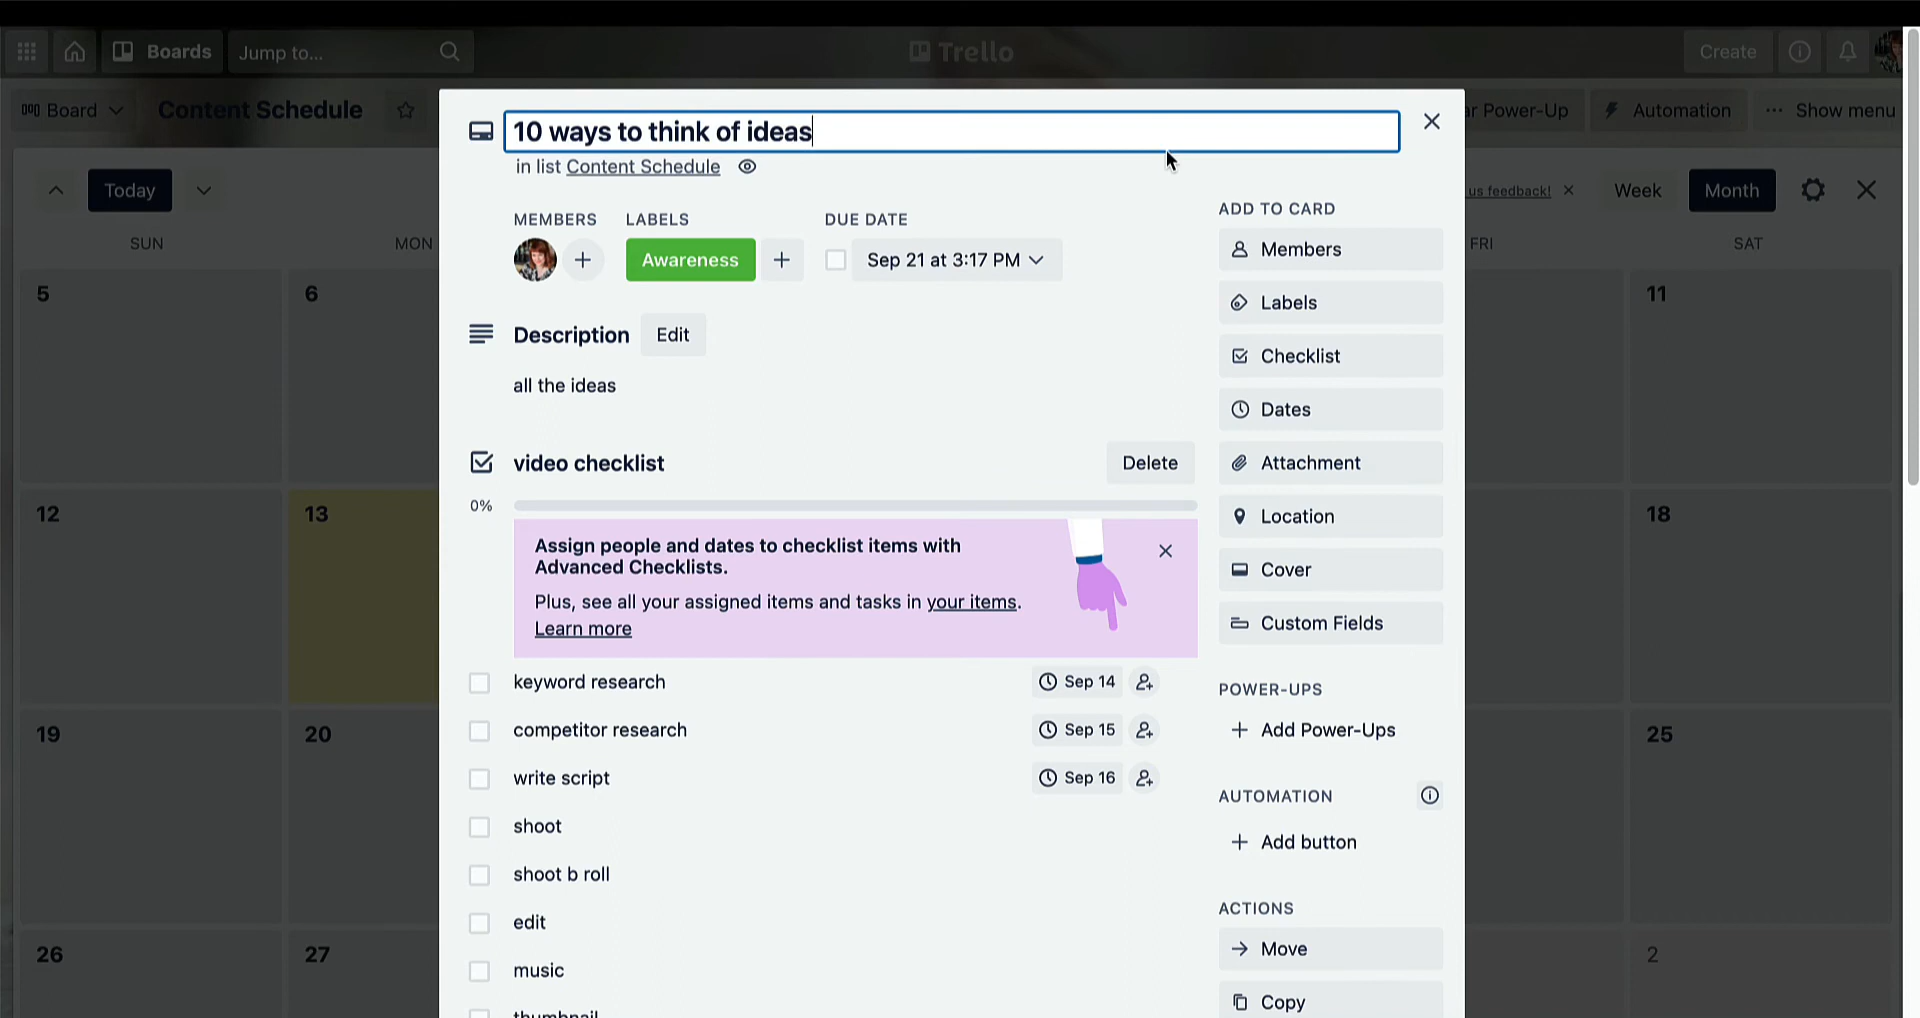 Boards
Jump to...
Trello
Create
Board
Content Schedule
ar Power-Up
Automation
Show menu
Today
us feedback!
Week
Month
SUN
MON
FRI
SAT
5
6
11
12
13
18
19
20
25
26
27
2
10 ways to think of ideas
in list Content Schedule
MEMBERS
LABELS
DUE DATE
Awareness
Sep 21 at 3:17 PM
Description
Edit
all the ideas
video checklist
Delete
0%
Assign people and dates to checklist items with
Advanced Checklists.
Plus, see all your assigned items and tasks in your items.
Learn more
keyword research
Sep 14
competitor research
Sep 15
write script
Sep 16
shoot
shoot b roll
edit
music
thumbnail
ADD TO CARD
Members
Labels
Checklist
Dates
Attachment
Location
Cover
Custom Fields
POWER-UPS
Add Power-Ups
AUTOMATION
Add button
ACTIONS
Move
Copy